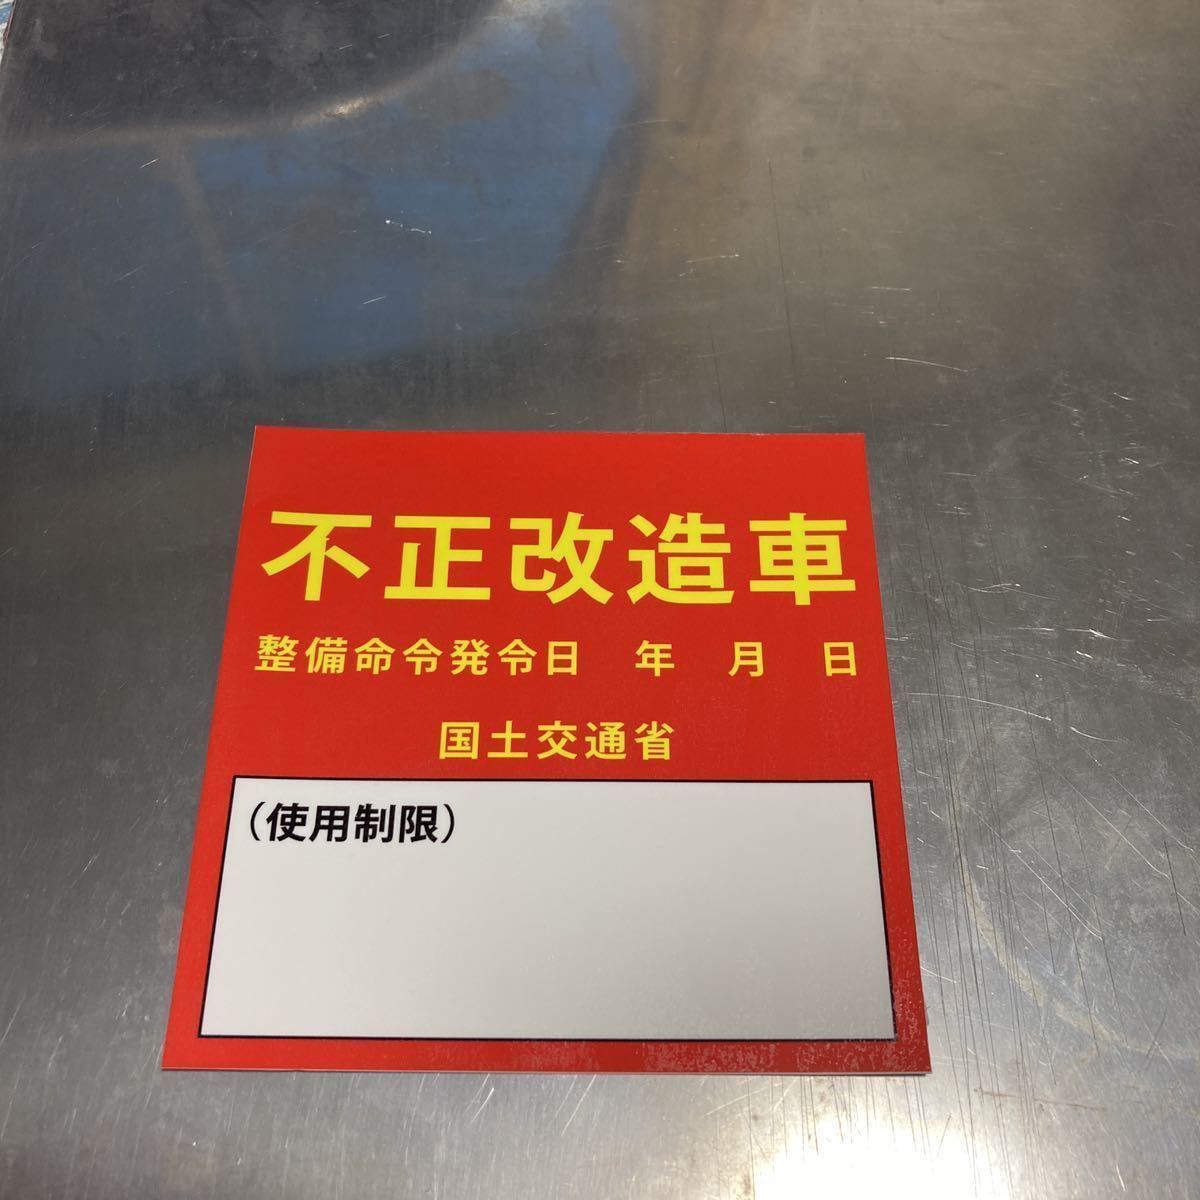 不正改造車
整備命令発令日 年 月 日
国土交通省
（使用制限）